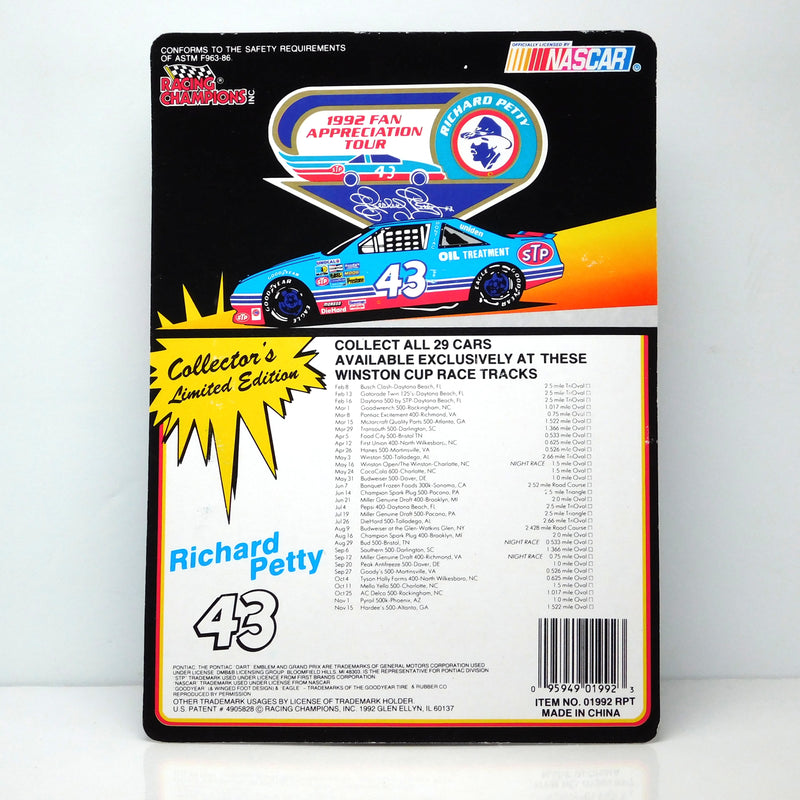 CONFORMS TO THE SAFETY REQUIREMENTS
OF ASTM F963-86.
RACING
CHAMPIONS INC
OFFICIALLY LICENSED BY
NASCAR ®
1992 FAN
APPRECIATION
TOUR
RICHARD PETTY
STP
43
uniden
OIL TREATMENT
STP
43
UNOCAL
STP
Prestone
MONROE
DieHard
GOODYEAR
EAGLE
GOODYEAR
EAGLE
Collector's
Limited Edition
COLLECT ALL 29 CARS
AVAILABLE EXCLUSIVELY AT THESE
WINSTON CUP RACE TRACKS
Feb 8 Busch Clash-Daytona Beach, FL 2.5 mile TriOval
Feb 13 Gatorade Twin 125's-Daytona Beach, FL 2.5 mile TriOval
Feb 16 Daytona 500 by STP-Daytona Beach, FL 2.5 mile TriOval
Mar 1 Goodwrench 500-Rockingham, NC 1.017 mile Oval
Mar 8 Pontiac Excitement 400-Richmond, VA 0.75 mile Oval
Mar 15 Motorcraft Quality Parts 500-Atlanta, GA 1.522 mile Oval
Mar 29 Transouth 500-Darlington, SC 1.366 mile Oval
Apr 5 Food City 500-Bristol TN 0.533 mile Oval
Apr 12 First Union 400-North Wilkesboro, NC 0.625 mile Oval
Apr 26 Hanes 500-Martinsville, VA 0.526 mile Oval
May 3 Winston 500-Talladega, AL 2.66 mile TriOval
May 16 Winston Open/The Winston-Charlotte, NC NIGHT RACE 1.5 mile Oval
May 24 CocaCola 600-Charlotte, NC 1.5 mile Oval
May 31 Budweiser 500-Dover, DE 1.0 mile Oval
Jun 7 Banquet Frozen Foods 300k-Sonoma, CA 2.52 mile Road Course
Jun 14 Champion Spark Plug 500-Pocono, PA 2.5 mile Triangle
Jun 21 Miller Genuine Draft 400-Brooklyn, MI 2.0 mile Oval
Jul 4 Pepsi 400-Daytona Beach, FL 2.5 mile TriOval
Jul 19 Miller Genuine Draft 500-Pocono, PA 2.5 mile Triangle
Jul 26 DieHard 500-Talladega, AL 2.66 mile TriOval
Aug 9 Budweiser at the Glen-Watkins Glen, NY 2.428 mile Road Course
Aug 16 Champion Spark Plug 400-Brooklyn, MI 2.0 mile Oval
Aug 29 Bud 500-Bristol, TN NIGHT RACE 0.533 mile Oval
Sep 6 Southern 500-Darlington, SC 1.366 mile Oval
Sep 12 Miller Genuine Draft 400-Richmond, VA NIGHT RACE 0.75 mile Oval
Sep 20 Peak Antifreeze 500-Dover, DE 1.0 mile Oval
Sep 27 Goody's 500-Martinsville, VA 0.526 mile Oval
Oct 4 Tyson Holly Farms 400-North Wilkesboro, NC 0.625 mile Oval
Oct 11 Mello Yello 500-Charlotte, NC 1.5 mile Oval
Oct 25 AC Delco 500-Rockingham, NC 1.017 mile Oval
Nov 1 Pyroil 500k-Phoenix, AZ 1.0 mile Oval
Nov 15 Hardee's 500-Atlanta, GA 1.522 mile Oval
Richard
Petty
43
PONTIAC, THE PONTIAC "DART" EMBLEM AND GRAND PRIX ARE TRADEMARKS OF GENERAL MOTORS CORPORATION USED
UNDER LICENSE. DMB&B LICENSING GROUP, BLOOMFIELD HILLS, MI 48303, IS THE REPRESENTATIVE FOR PONTIAC DIVISION
"STP" TRADEMARK USED UNDER LICENCE FROM FIRST BRANDS CORPORATION
"NASCAR" TRADEMARK USED UNDER LICENSE FROM NASCAR
"GOODYEAR" (& WINGED FOOT DESIGN) & "EAGLE" - TRADEMARKS OF THE GOODYEAR TIRE & RUBBER CO
REPRODUCED BY PERMISSION
OTHER TRADEMARK USAGES BY LICENSE OF TRADEMARK HOLDER.
U.S. PATENT # 4905828 © RACING CHAMPIONS, INC. 1992 GLEN ELLYN, IL 60137
0 95949 01992 3
ITEM NO. 01992 RPT
MADE IN CHINA